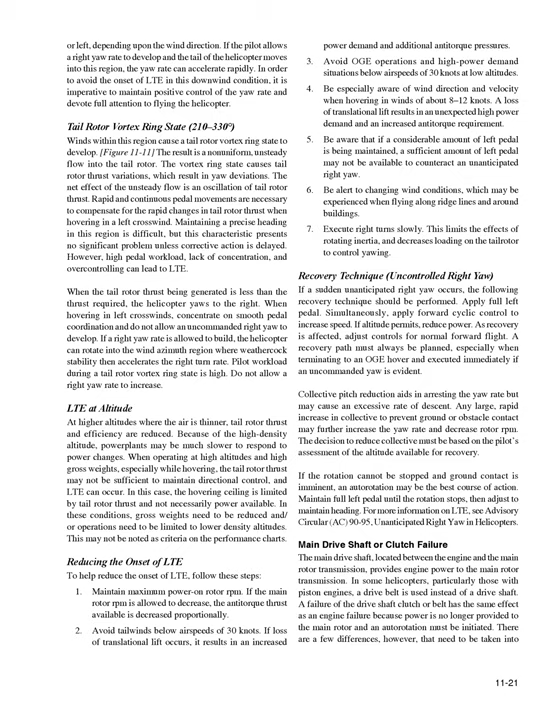 or left, depending upon the wind direction. If the pilot allows
a right yaw rate to develop and the tail of the helicopter moves
into this region, the yaw rate can accelerate rapidly. In order
to avoid the onset of LTE in this downwind condition, it is
imperative to maintain positive control of the yaw rate and
devote full attention to flying the helicopter.
Tail Rotor Vortex Ring State (210–330°)
Winds within this region cause a tail rotor vortex ring state to
develop. [Figure 11-11] The result is a nonuniform, unsteady
flow into the tail rotor. The vortex ring state causes tail
rotor thrust variations, which result in yaw deviations. The
net effect of the unsteady flow is an oscillation of tail rotor
thrust. Rapid and continuous pedal movements are necessary
to compensate for the rapid changes in tail rotor thrust when
hovering in a left crosswind. Maintaining a precise heading
in this region is difficult, but this characteristic presents
no significant problem unless corrective action is delayed.
However, high pedal workload, lack of concentration, and
overcontrolling can lead to LTE.
When the tail rotor thrust being generated is less than the
thrust required, the helicopter yaws to the right. When
hovering in left crosswinds, concentrate on smooth pedal
coordination and do not allow an uncommanded right yaw to
develop. If a right yaw rate is allowed to build, the helicopter
can rotate into the wind azimuth region where weathercock
stability then accelerates the right turn rate. Pilot workload
during a tail rotor vortex ring state is high. Do not allow a
right yaw rate to increase.
LTE at Altitude
At higher altitudes where the air is thinner, tail rotor thrust
and efficiency are reduced. Because of the high-density
altitude, powerplants may be much slower to respond to
power changes. When operating at high altitudes and high
gross weights, especially while hovering, the tail rotor thrust
may not be sufficient to maintain directional control, and
LTE can occur. In this case, the hovering ceiling is limited
by tail rotor thrust and not necessarily power available. In
these conditions, gross weights need to be reduced and/
or operations need to be limited to lower density altitudes.
This may not be noted as criteria on the performance charts.
Reducing the Onset of LTE
To help reduce the onset of LTE, follow these steps:
1. Maintain maximum power-on rotor rpm. If the main
rotor rpm is allowed to decrease, the antitorque thrust
available is decreased proportionally.
2. Avoid tailwinds below airspeeds of 30 knots. If loss
of translational lift occurs, it results in an increased
power demand and additional antitorque pressures.
3. Avoid OGE operations and high-power demand
situations below airspeeds of 30 knots at low altitudes.
4. Be especially aware of wind direction and velocity
when hovering in winds of about 8–12 knots. A loss
of translational lift results in an unexpected high power
demand and an increased antitorque requirement.
5. Be aware that if a considerable amount of left pedal
is being maintained, a sufficient amount of left pedal
may not be available to counteract an unanticipated
right yaw.
6. Be alert to changing wind conditions, which may be
experienced when flying along ridge lines and around
buildings.
7. Execute right turns slowly. This limits the effects of
rotating inertia, and decreases loading on the tailrotor
to control yawing.
Recovery Technique (Uncontrolled Right Yaw)
If a sudden unanticipated right yaw occurs, the following
recovery technique should be performed. Apply full left
pedal. Simultaneously, apply forward cyclic control to
increase speed. If altitude permits, reduce power. As recovery
is affected, adjust controls for normal forward flight. A
recovery path must always be planned, especially when
terminating to an OGE hover and executed immediately if
an uncommanded yaw is evident.
Collective pitch reduction aids in arresting the yaw rate but
may cause an excessive rate of descent. Any large, rapid
increase in collective to prevent ground or obstacle contact
may further increase the yaw rate and decrease rotor rpm.
The decision to reduce collective must be based on the pilot's
assessment of the altitude available for recovery.
If the rotation cannot be stopped and ground contact is
imminent, an autorotation may be the best course of action.
Maintain full left pedal until the rotation stops, then adjust to
maintain heading. For more information on LTE, see Advisory
Circular (AC) 90-95, Unanticipated Right Yaw in Helicopters.
Main Drive Shaft or Clutch Failure
The main drive shaft, located between the engine and the main
rotor transmission, provides engine power to the main rotor
transmission. In some helicopters, particularly those with
piston engines, a drive belt is used instead of a drive shaft.
A failure of the drive shaft clutch or belt has the same effect
as an engine failure because power is no longer provided to
the main rotor and an autorotation must be initiated. There
are a few differences, however, that need to be taken into
11-21